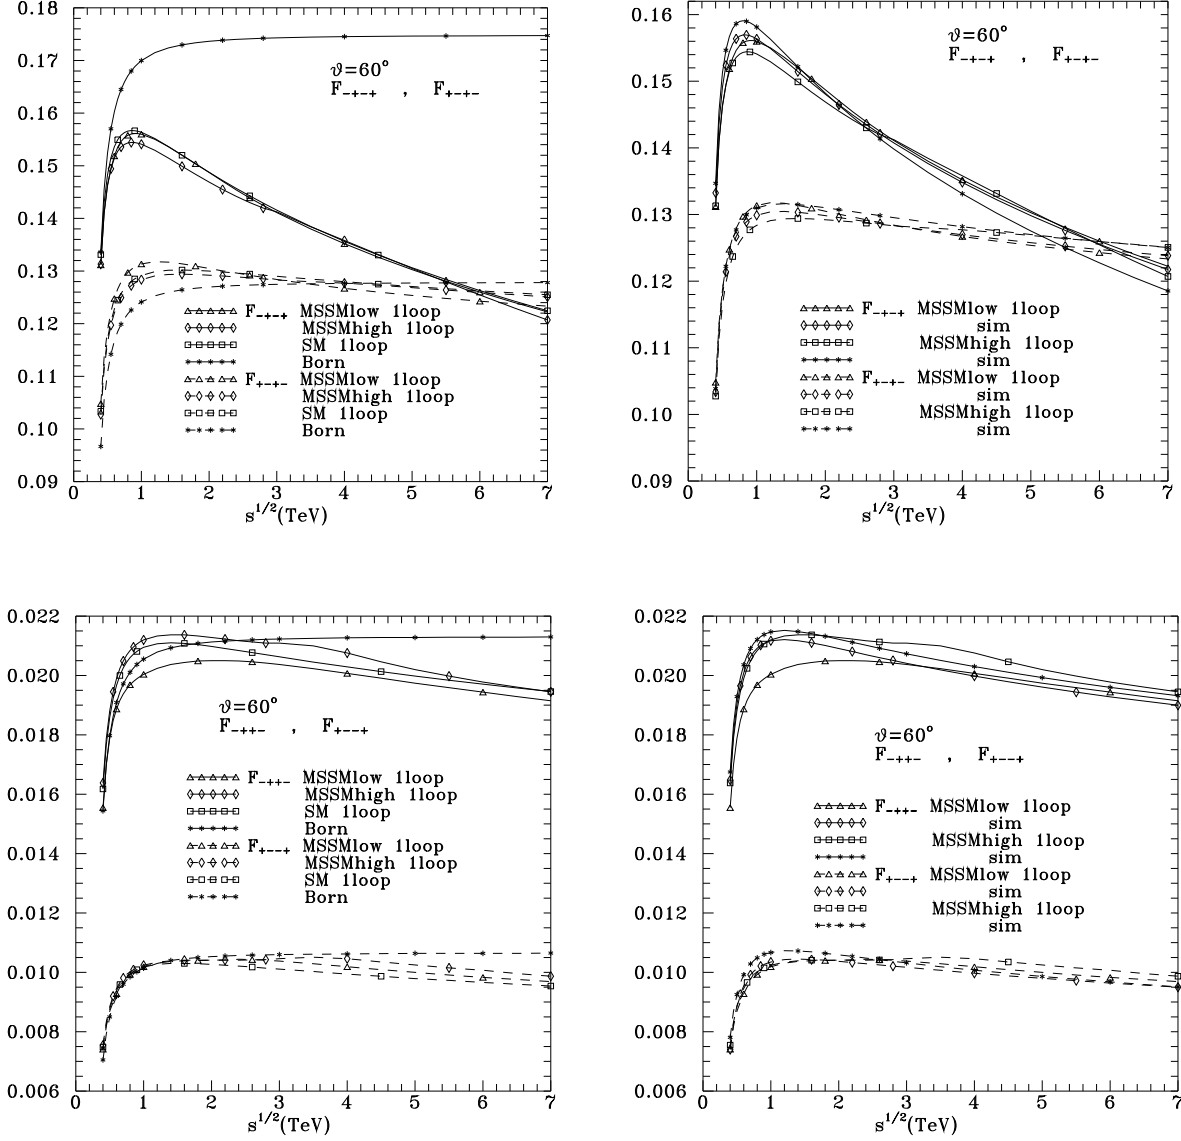 0.18
0.17
0.16
0.15
0.14
0.13
0.12
0.11
0.10
0.09
ϑ=60°
F₋₊₋₊ , F₊₋₊₋
F₋₊₋₊ MSSMlow 1loop
MSSMhigh 1loop
SM 1loop
Born
F₊₋₊₋ MSSMlow 1loop
MSSMhigh 1loop
SM 1loop
Born
0 1 2 3 4 5 6 7
s^1/2(TeV)
0.16
0.15
0.14
0.13
0.12
0.11
0.10
0.09
ϑ=60°
F₋₊₋₊ , F₊₋₊₋
F₋₊₋₊ MSSMlow 1loop
sim
MSSMhigh 1loop
sim
F₊₋₊₋ MSSMlow 1loop
sim
MSSMhigh 1loop
sim
0 1 2 3 4 5 6 7
s^1/2(TeV)
0.022
0.020
0.018
0.016
0.014
0.012
0.010
0.008
0.006
ϑ=60°
F₋₊₊₋ , F₊₋₋₊
F₋₊₊₋ MSSMlow 1loop
MSSMhigh 1loop
SM 1loop
Born
F₊₋₋₊ MSSMlow 1loop
MSSMhigh 1loop
SM 1loop
Born
0 1 2 3 4 5 6 7
s^1/2(TeV)
0.022
0.020
0.018
0.016
0.014
0.012
0.010
0.008
0.006
ϑ=60°
F₋₊₊₋ , F₊₋₋₊
F₋₊₊₋ MSSMlow 1loop
sim
MSSMhigh 1loop
sim
F₊₋₋₊ MSSMlow 1loop
sim
MSSMhigh 1loop
sim
0 1 2 3 4 5 6 7
s^1/2(TeV)